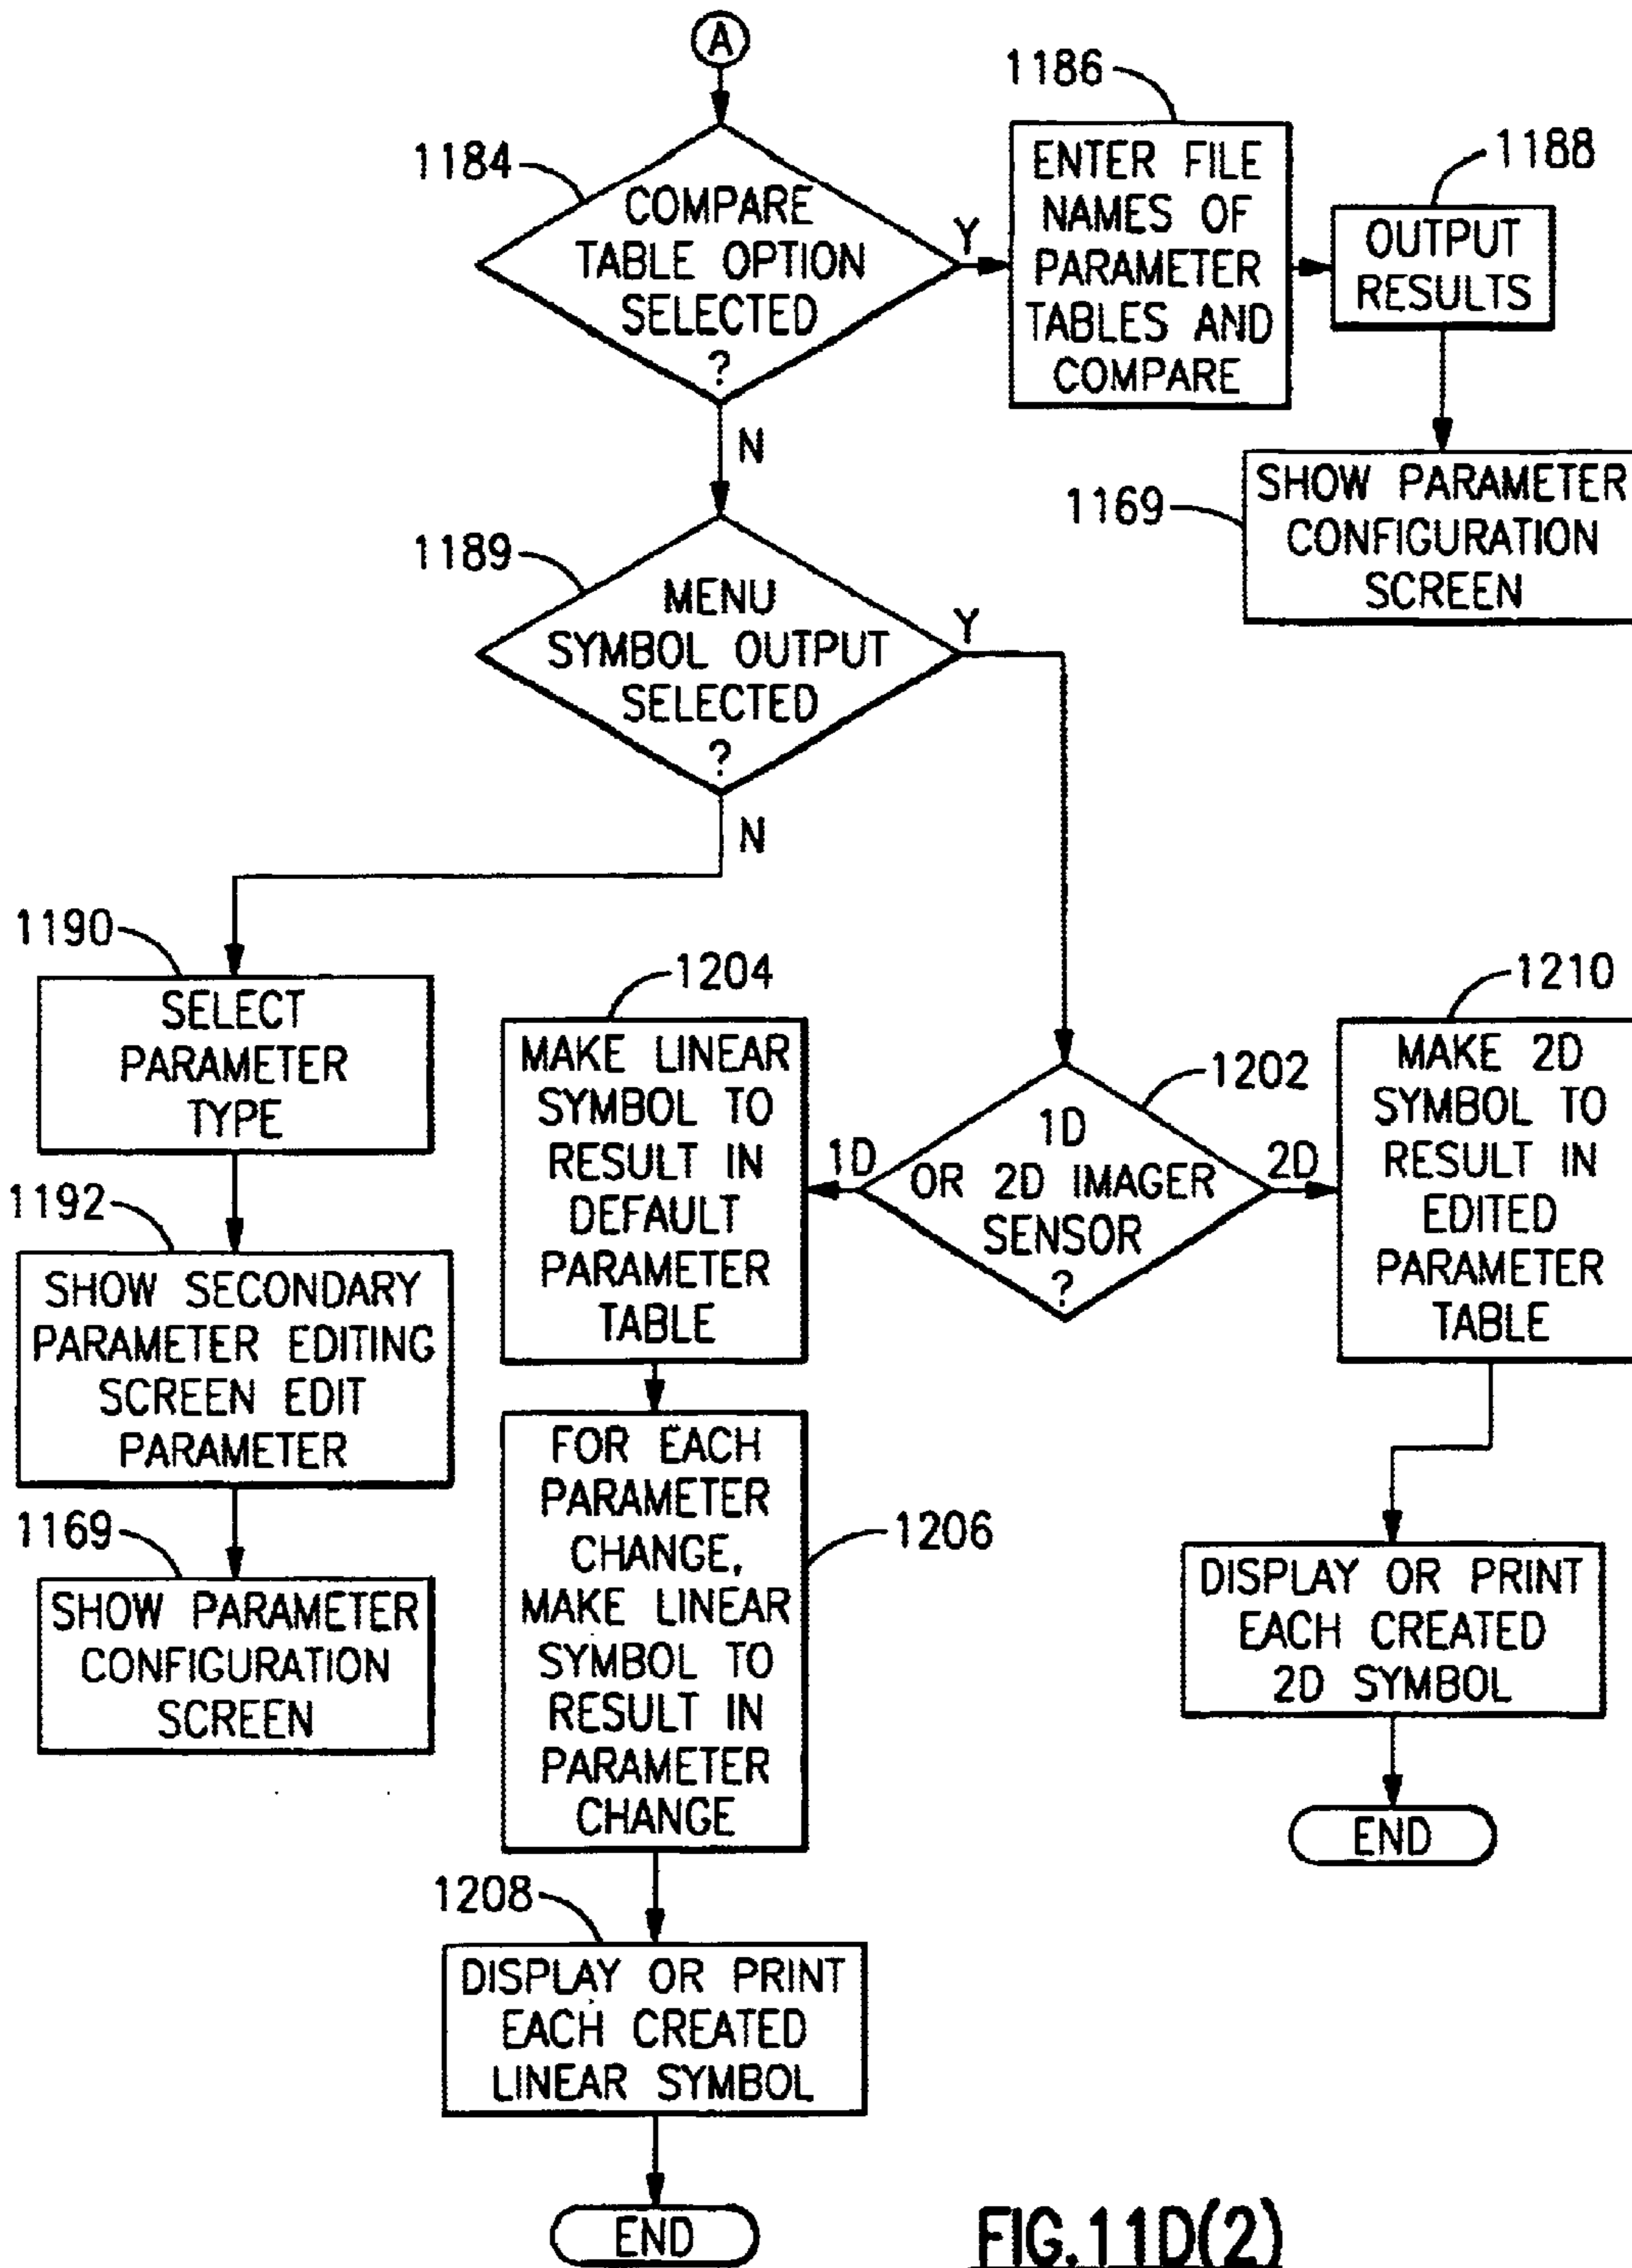 A
1184
COMPARE
TABLE OPTION
SELECTED
?
Y
1186
ENTER FILE
NAMES OF
PARAMETER
TABLES AND
COMPARE
1188
OUTPUT
RESULTS
1169
SHOW PARAMETER
CONFIGURATION
SCREEN
N
1189
MENU
SYMBOL OUTPUT
SELECTED
?
Y
N
1190
SELECT
PARAMETER
TYPE
1192
SHOW SECONDARY
PARAMETER EDITING
SCREEN EDIT
PARAMETER
1169
SHOW PARAMETER
CONFIGURATION
SCREEN
1202
1D
OR 2D IMAGER
SENSOR
?
1D
2D
1204
MAKE LINEAR
SYMBOL TO
RESULT IN
DEFAULT
PARAMETER
TABLE
1206
FOR EACH
PARAMETER
CHANGE,
MAKE LINEAR
SYMBOL TO
RESULT IN
PARAMETER
CHANGE
1208
DISPLAY OR PRINT
EACH CREATED
LINEAR SYMBOL
END
1210
MAKE 2D
SYMBOL TO
RESULT IN
EDITED
PARAMETER
TABLE
DISPLAY OR PRINT
EACH CREATED
2D SYMBOL
END
FIG.11D(2)